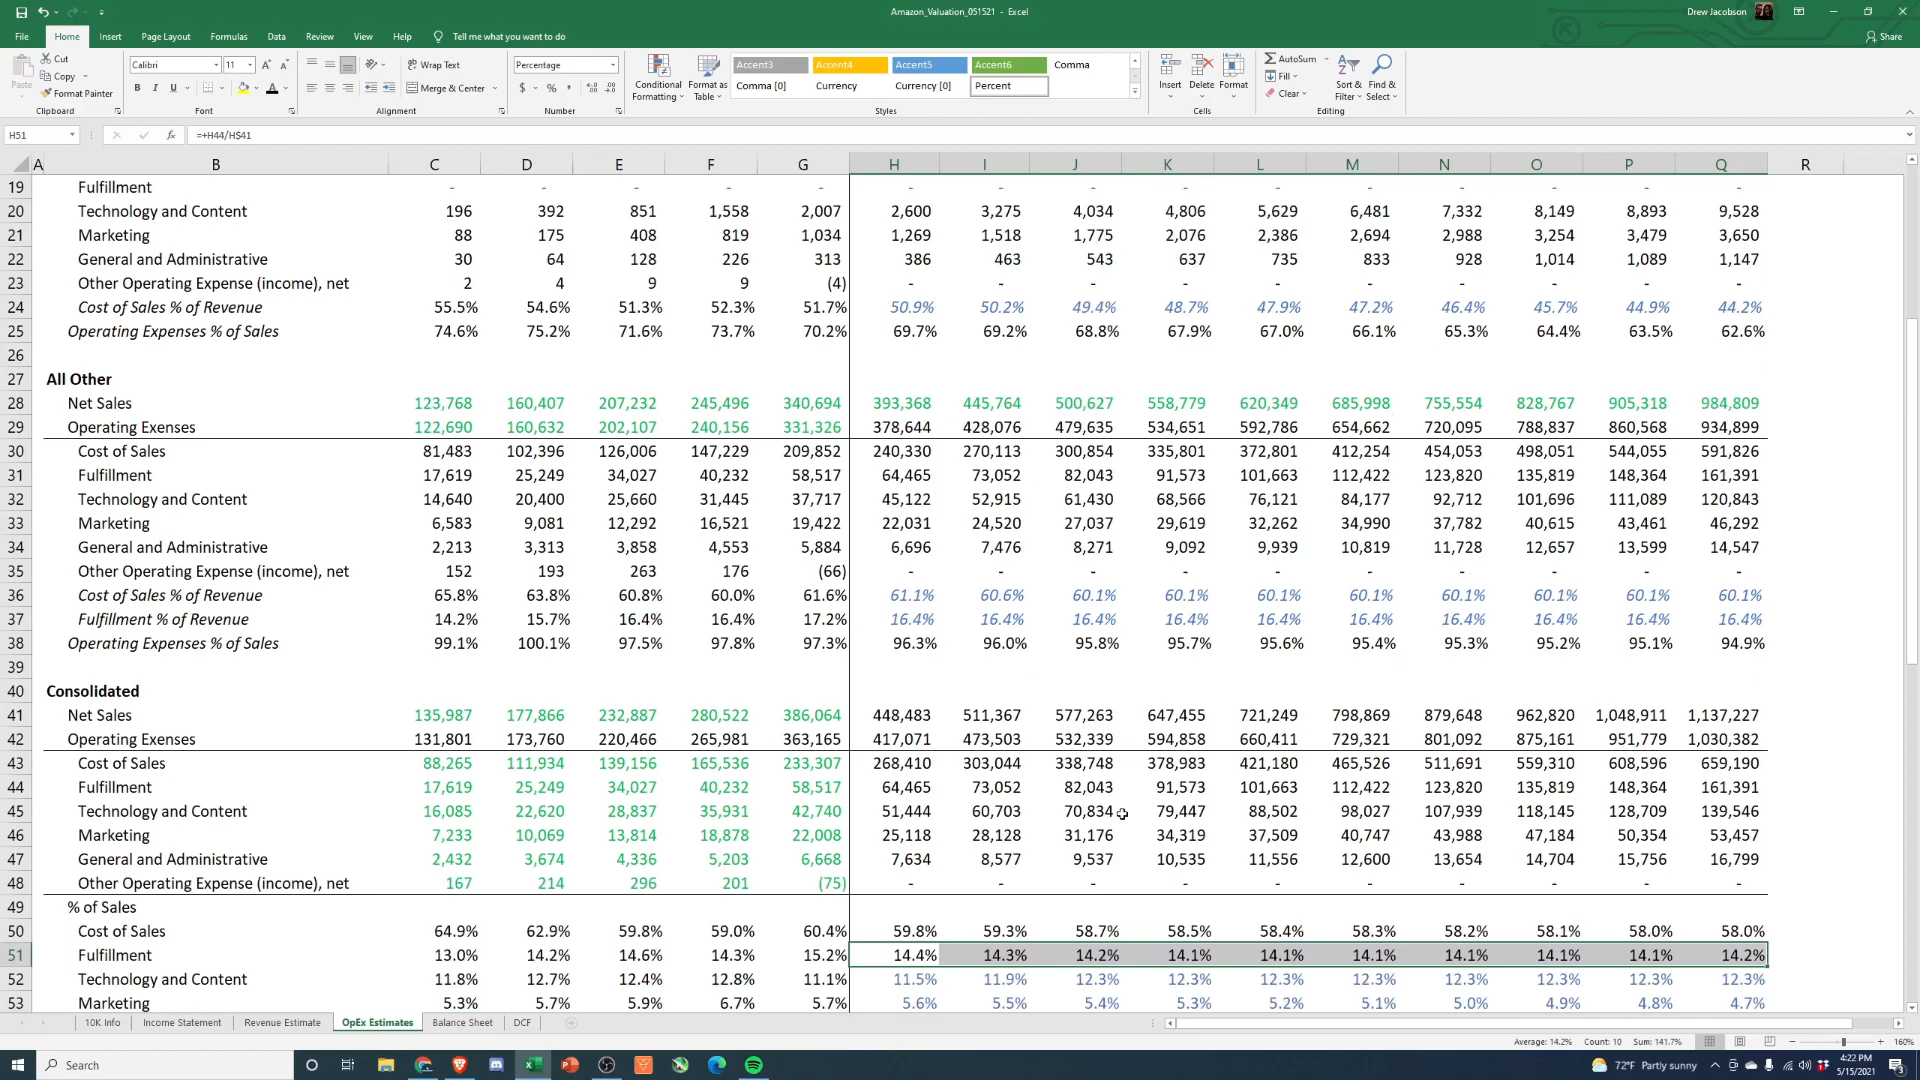 Amazon_Valuation_051521 - Excel
Drew Jacobson
File Home Insert Page Layout Formulas Data Review View Help Tell me what you want to do Share
Paste Cut Copy Format Painter Clipboard
Calibri 11 Font
Wrap Text Merge & Center Alignment
Percentage Number
Conditional Formatting Format as Table
Accent3 Accent4 Accent5 Accent6 Comma
Comma [0] Currency Currency [0] Percent
Styles
Insert Delete Format Cells
AutoSum Fill Clear Sort & Filter Find & Select Editing
H51 =+H44/H$41
A B C D E F G H I J K L M N O P Q R
19 Fulfillment - - - - - - - - - - - - - - -
20 Technology and Content 196 392 851 1,558 2,007 2,600 3,275 4,034 4,806 5,629 6,481 7,332 8,149 8,893 9,528
21 Marketing 88 175 408 819 1,034 1,269 1,518 1,775 2,076 2,386 2,694 2,988 3,254 3,479 3,650
22 General and Administrative 30 64 128 226 313 386 463 543 637 735 833 928 1,014 1,089 1,147
23 Other Operating Expense (income), net 2 4 9 9 (4) - - - - - - - - - -
24 Cost of Sales % of Revenue 55.5% 54.6% 51.3% 52.3% 51.7% 50.9% 50.2% 49.4% 48.7% 47.9% 47.2% 46.4% 45.7% 44.9% 44.2%
25 Operating Expenses % of Sales 74.6% 75.2% 71.6% 73.7% 70.2% 69.7% 69.2% 68.8% 67.9% 67.0% 66.1% 65.3% 64.4% 63.5% 62.6%
26
27 All Other
28 Net Sales 123,768 160,407 207,232 245,496 340,694 393,368 445,764 500,627 558,779 620,349 685,998 755,554 828,767 905,318 984,809
29 Operating Exenses 122,690 160,632 202,107 240,156 331,326 378,644 428,076 479,635 534,651 592,786 654,662 720,095 788,837 860,568 934,899
30 Cost of Sales 81,483 102,396 126,006 147,229 209,852 240,330 270,113 300,854 335,801 372,801 412,254 454,053 498,051 544,055 591,826
31 Fulfillment 17,619 25,249 34,027 40,232 58,517 64,465 73,052 82,043 91,573 101,663 112,422 123,820 135,819 148,364 161,391
32 Technology and Content 14,640 20,400 25,660 31,445 37,717 45,122 52,915 61,430 68,566 76,121 84,177 92,712 101,696 111,089 120,843
33 Marketing 6,583 9,081 12,292 16,521 19,422 22,031 24,520 27,037 29,619 32,262 34,990 37,782 40,615 43,461 46,292
34 General and Administrative 2,213 3,313 3,858 4,553 5,884 6,696 7,476 8,271 9,092 9,939 10,819 11,728 12,657 13,599 14,547
35 Other Operating Expense (income), net 152 193 263 176 (66) - - - - - - - - - -
36 Cost of Sales % of Revenue 65.8% 63.8% 60.8% 60.0% 61.6% 61.1% 60.6% 60.1% 60.1% 60.1% 60.1% 60.1% 60.1% 60.1% 60.1%
37 Fulfillment % of Revenue 14.2% 15.7% 16.4% 16.4% 17.2% 16.4% 16.4% 16.4% 16.4% 16.4% 16.4% 16.4% 16.4% 16.4% 16.4%
38 Operating Expenses % of Sales 99.1% 100.1% 97.5% 97.8% 97.3% 96.3% 96.0% 95.8% 95.7% 95.6% 95.4% 95.3% 95.2% 95.1% 94.9%
39
40 Consolidated
41 Net Sales 135,987 177,866 232,887 280,522 386,064 448,483 511,367 577,263 647,455 721,249 798,869 879,648 962,820 1,048,911 1,137,227
42 Operating Exenses 131,801 173,760 220,466 265,981 363,165 417,071 473,503 532,339 594,858 660,411 729,321 801,092 875,161 951,779 1,030,382
43 Cost of Sales 88,265 111,934 139,156 165,536 233,307 268,410 303,044 338,748 378,983 421,180 465,526 511,691 559,310 608,596 659,190
44 Fulfillment 17,619 25,249 34,027 40,232 58,517 64,465 73,052 82,043 91,573 101,663 112,422 123,820 135,819 148,364 161,391
45 Technology and Content 16,085 22,620 28,837 35,931 42,740 51,444 60,703 70,834 79,447 88,502 98,027 107,939 118,145 128,709 139,546
46 Marketing 7,233 10,069 13,814 18,878 22,008 25,118 28,128 31,176 34,319 37,509 40,747 43,988 47,184 50,354 53,457
47 General and Administrative 2,432 3,674 4,336 5,203 6,668 7,634 8,577 9,537 10,535 11,556 12,600 13,654 14,704 15,756 16,799
48 Other Operating Expense (income), net 167 214 296 201 (75) - - - - - - - - - -
49 % of Sales
50 Cost of Sales 64.9% 62.9% 59.8% 59.0% 60.4% 59.8% 59.3% 58.7% 58.5% 58.4% 58.3% 58.2% 58.1% 58.0% 58.0%
51 Fulfillment 13.0% 14.2% 14.6% 14.3% 15.2% 14.4% 14.3% 14.2% 14.1% 14.1% 14.1% 14.1% 14.1% 14.1% 14.2%
52 Technology and Content 11.8% 12.7% 12.4% 12.8% 11.1% 11.5% 11.9% 12.3% 12.3% 12.3% 12.3% 12.3% 12.3% 12.3% 12.3%
53 Marketing 5.3% 5.7% 5.9% 6.7% 5.7% 5.6% 5.5% 5.4% 5.3% 5.2% 5.1% 5.0% 4.9% 4.8% 4.7%
10K Info Income Statement Revenue Estimate OpEx Estimates Balance Sheet DCF
Average: 14.2% Count: 10 Sum: 141.7% 160%
Search 72°F Partly sunny 4:22 PM
5/15/2021